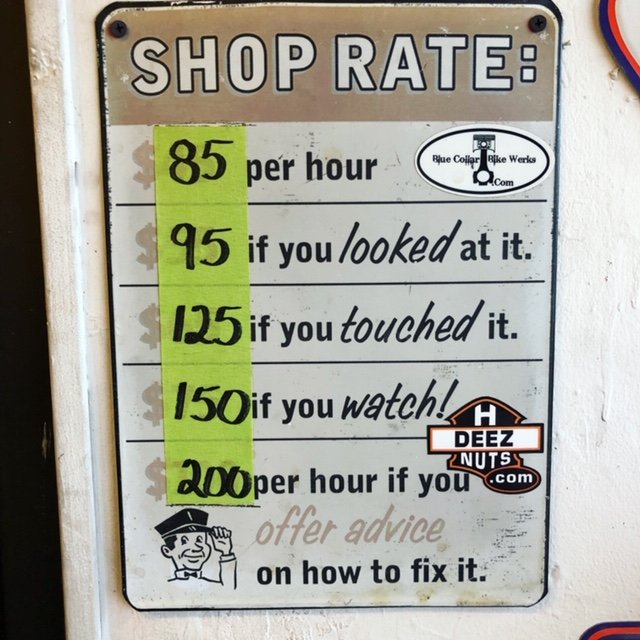 SHOP RATE:
$85 per hour
Blue Collar Bike Werks
.Com
$95 if you looked at it.
$125 if you touched it.
$150 if you watch!
H
DEEZ
NUTS
.com
$200 per hour if you
offer advice
on how to fix it.